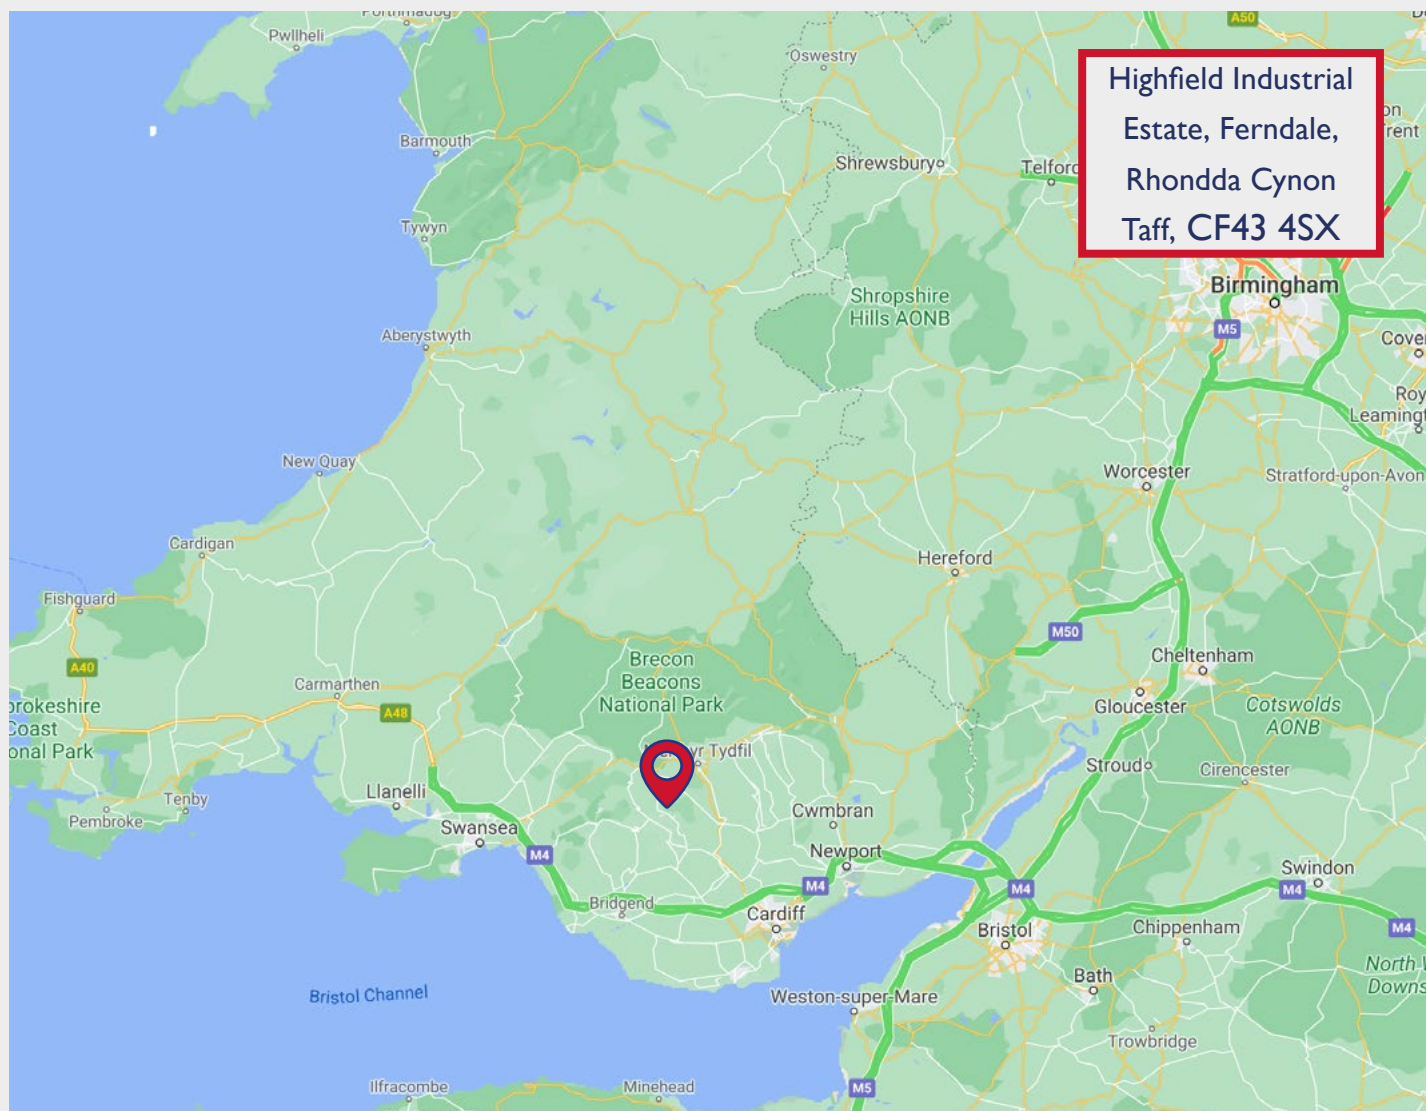 Porthmadog
A50
Pwllheli
Oswestry
Highfield Industrial
Estate, Ferndale,
Rhondda Cynon
Taff, CF43 4SX
Barmouth
Shrewsbury
Telford
Tywyn
Birmingham
Shropshire
Hills AONB
M5
Aberystwyth
New Quay
Worcester
Stratford-upon-Avon
Cardigan
Hereford
Fishguard
M50
A40
Brecon
Beacons
National Park
Cheltenham
Carmarthen
A48
Gloucester
Cotswolds
AONB
Tydfil
Stroud
Cirencester
Llanelli
Tenby
Pembroke
Cwmbran
Swansea
Newport
M4
M4
M4
Swindon
M4
Bridgend
Cardiff
Bristol
Chippenham
M4
Bath
Bristol Channel
Weston-super-Mare
Trowbridge
Ilfracombe
Minehead
M5